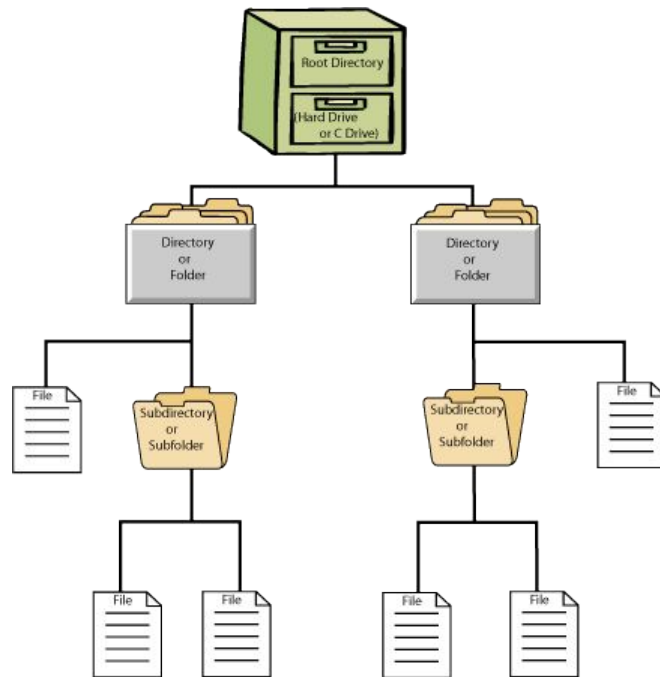 Root Directory
(Hard Drive
or C Drive)
Directory
or
Folder
Directory
or
Folder
File
Subdirectory
or
Subfolder
Subdirectory
or
Subfolder
File
File
File
File
File